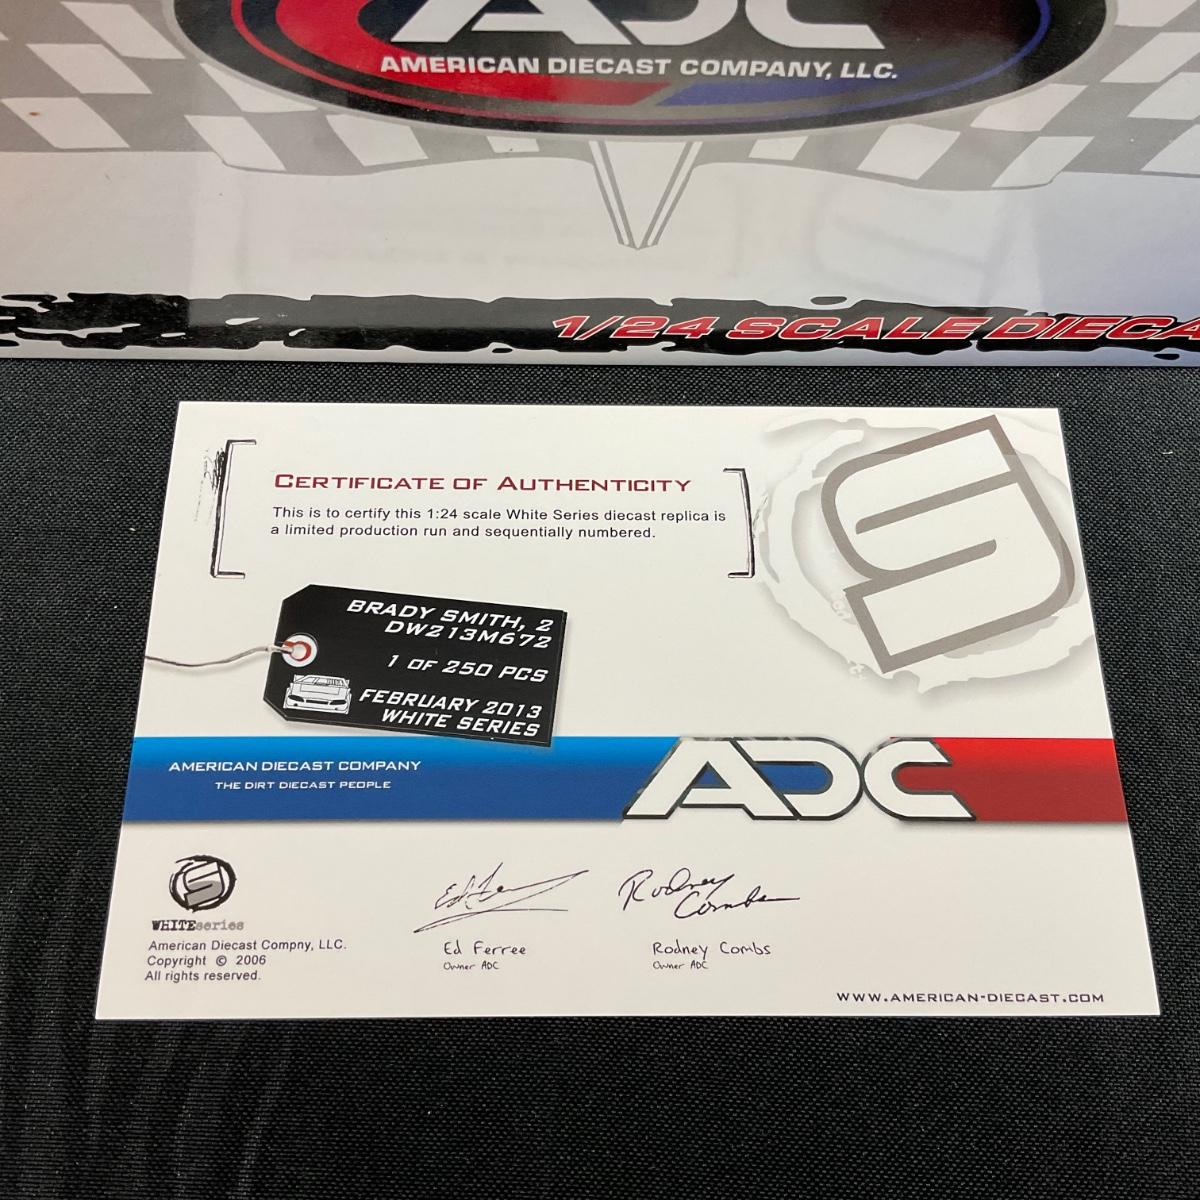 ADC
AMERICAN DIECAST COMPANY, LLC.
1/24 SCALE DIECA
CERTIFICATE OF AUTHENTICITY
This is to certify this 1:24 scale White Series diecast replica is
a limited production run and sequentially numbered.
BRADY SMITH, 2
DW213M672
1 OF 250 PCS
FEBRUARY 2013
WHITE SERIES
AMERICAN DIECAST COMPANY
THE DIRT DIECAST PEOPLE
ADC
WHITEseries
American Diecast Compny, LLC.
Copyright © 2006
All rights reserved.
Ed Ferree
Owner ADC
Rodney Combs
Rodney Combs
Owner ADC
WWW.AMERICAN-DIECAST.COM